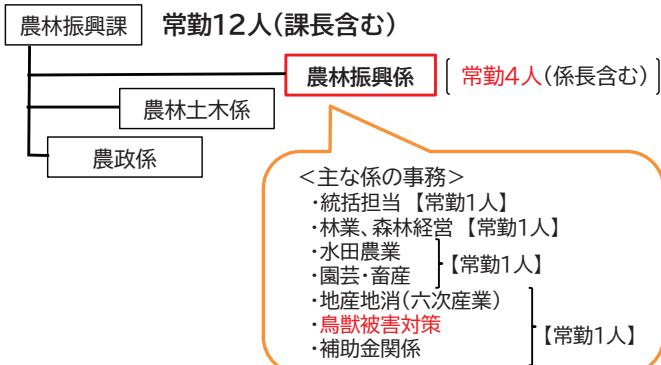 農林振興課 常勤12人(課長含む)
農林振興係 常勤4人(係長含む)
農林土木係
農政係
<主な係の事務>
・統括担当 【常勤1人】
・林業、森林経営 【常勤1人】
・水田農業
・園芸・畜産
【常勤1人】
・地産地消(六次産業)
・鳥獣被害対策
・補助金関係
【常勤1人】